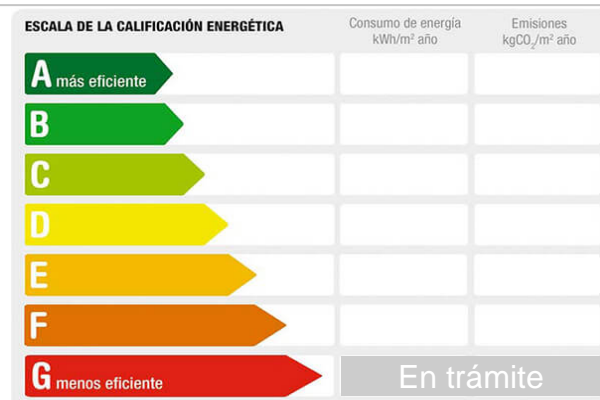 ESCALA DE LA CALIFICACIÓN ENERGÉTICA
Consumo de energía
kWh/m² año
Emisiones
kgCO₂/m² año
A más eficiente
B
C
D
E
F
G menos eficiente
En trámite